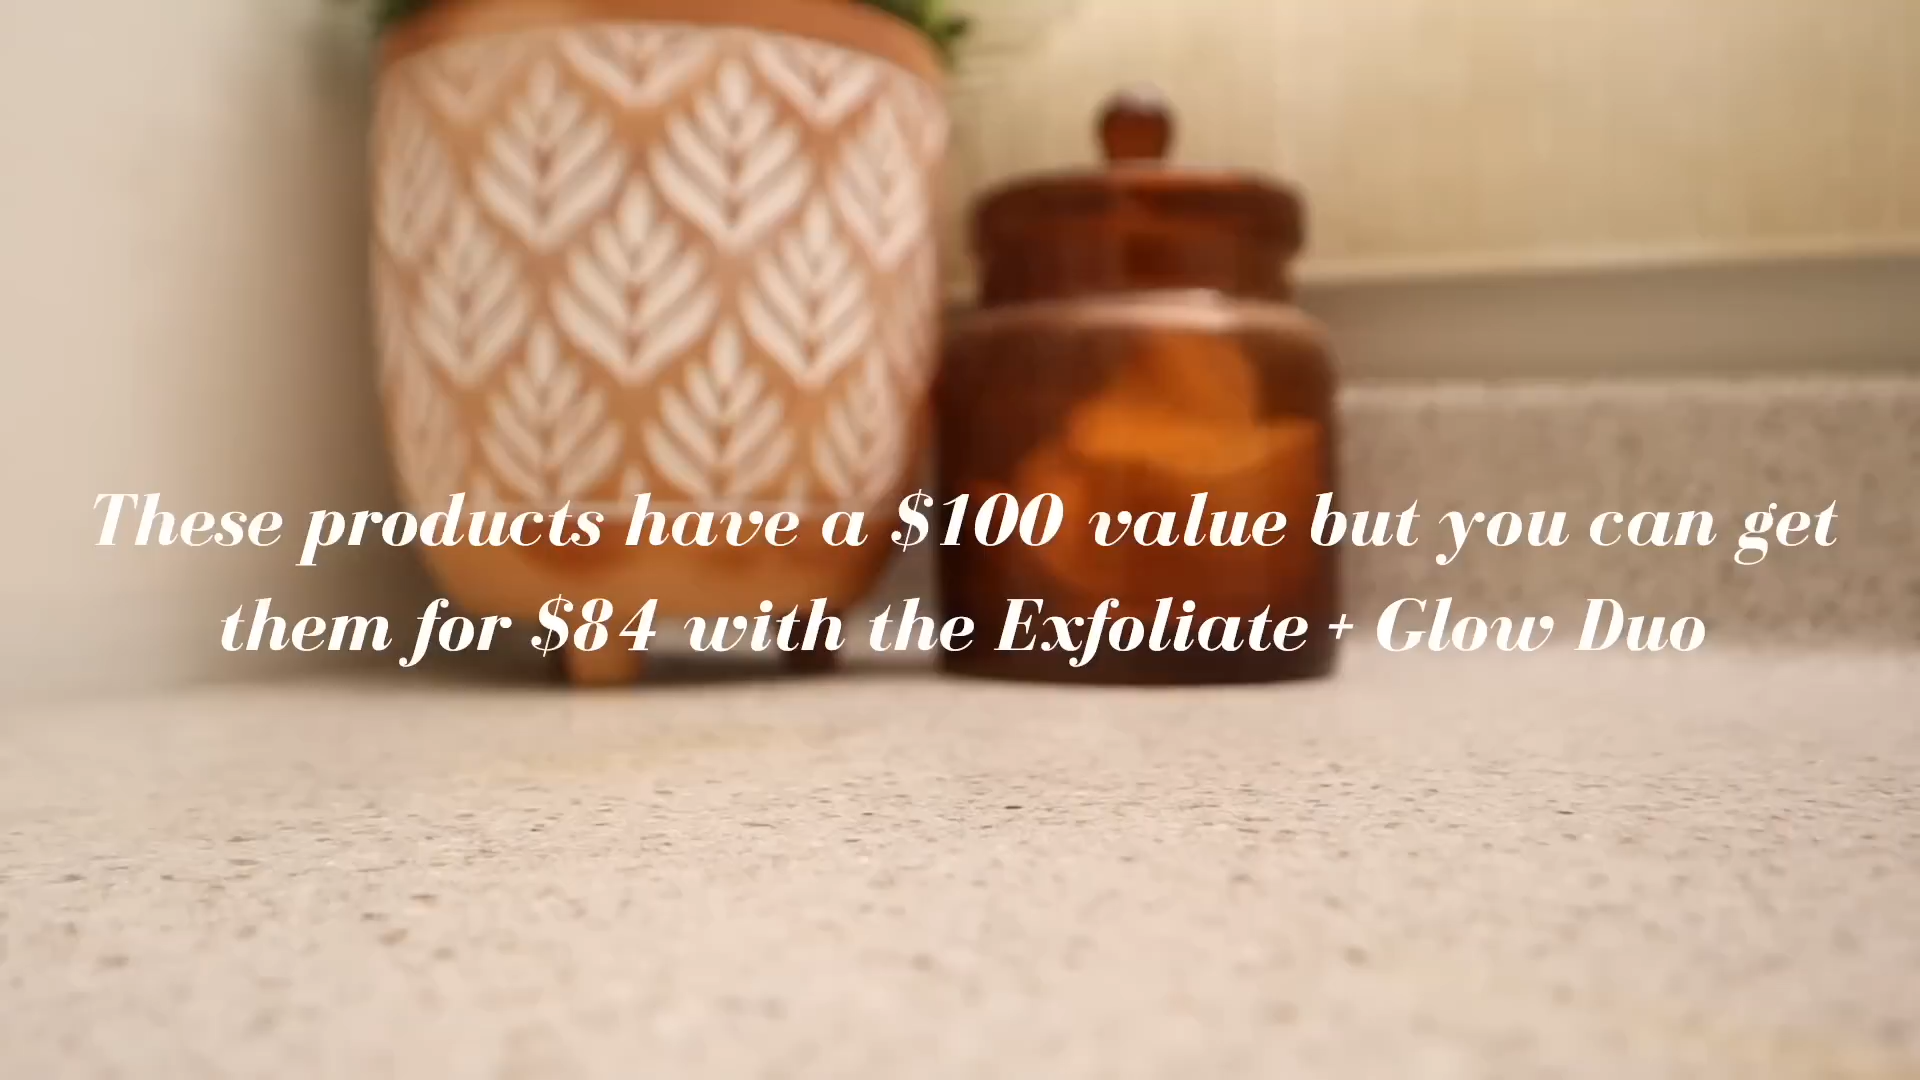 These products have a $100 value but you can get
them for $84 with the Exfoliate + Glow Duo